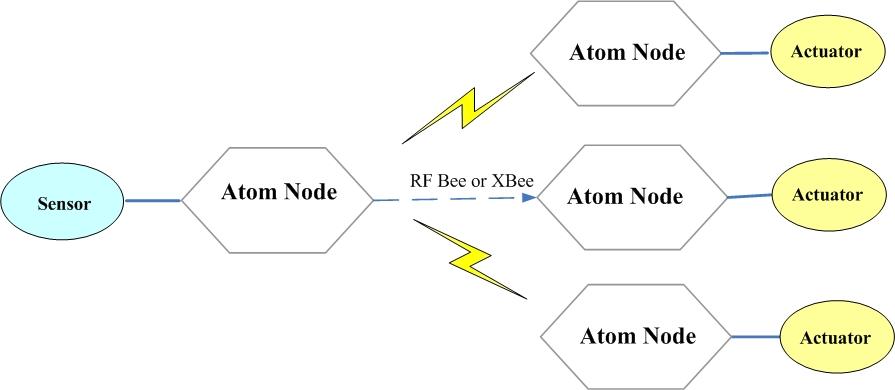 Atom Node
Actuator
Sensor
Atom Node
RF Bee or XBee
Atom Node
Actuator
Atom Node
Actuator